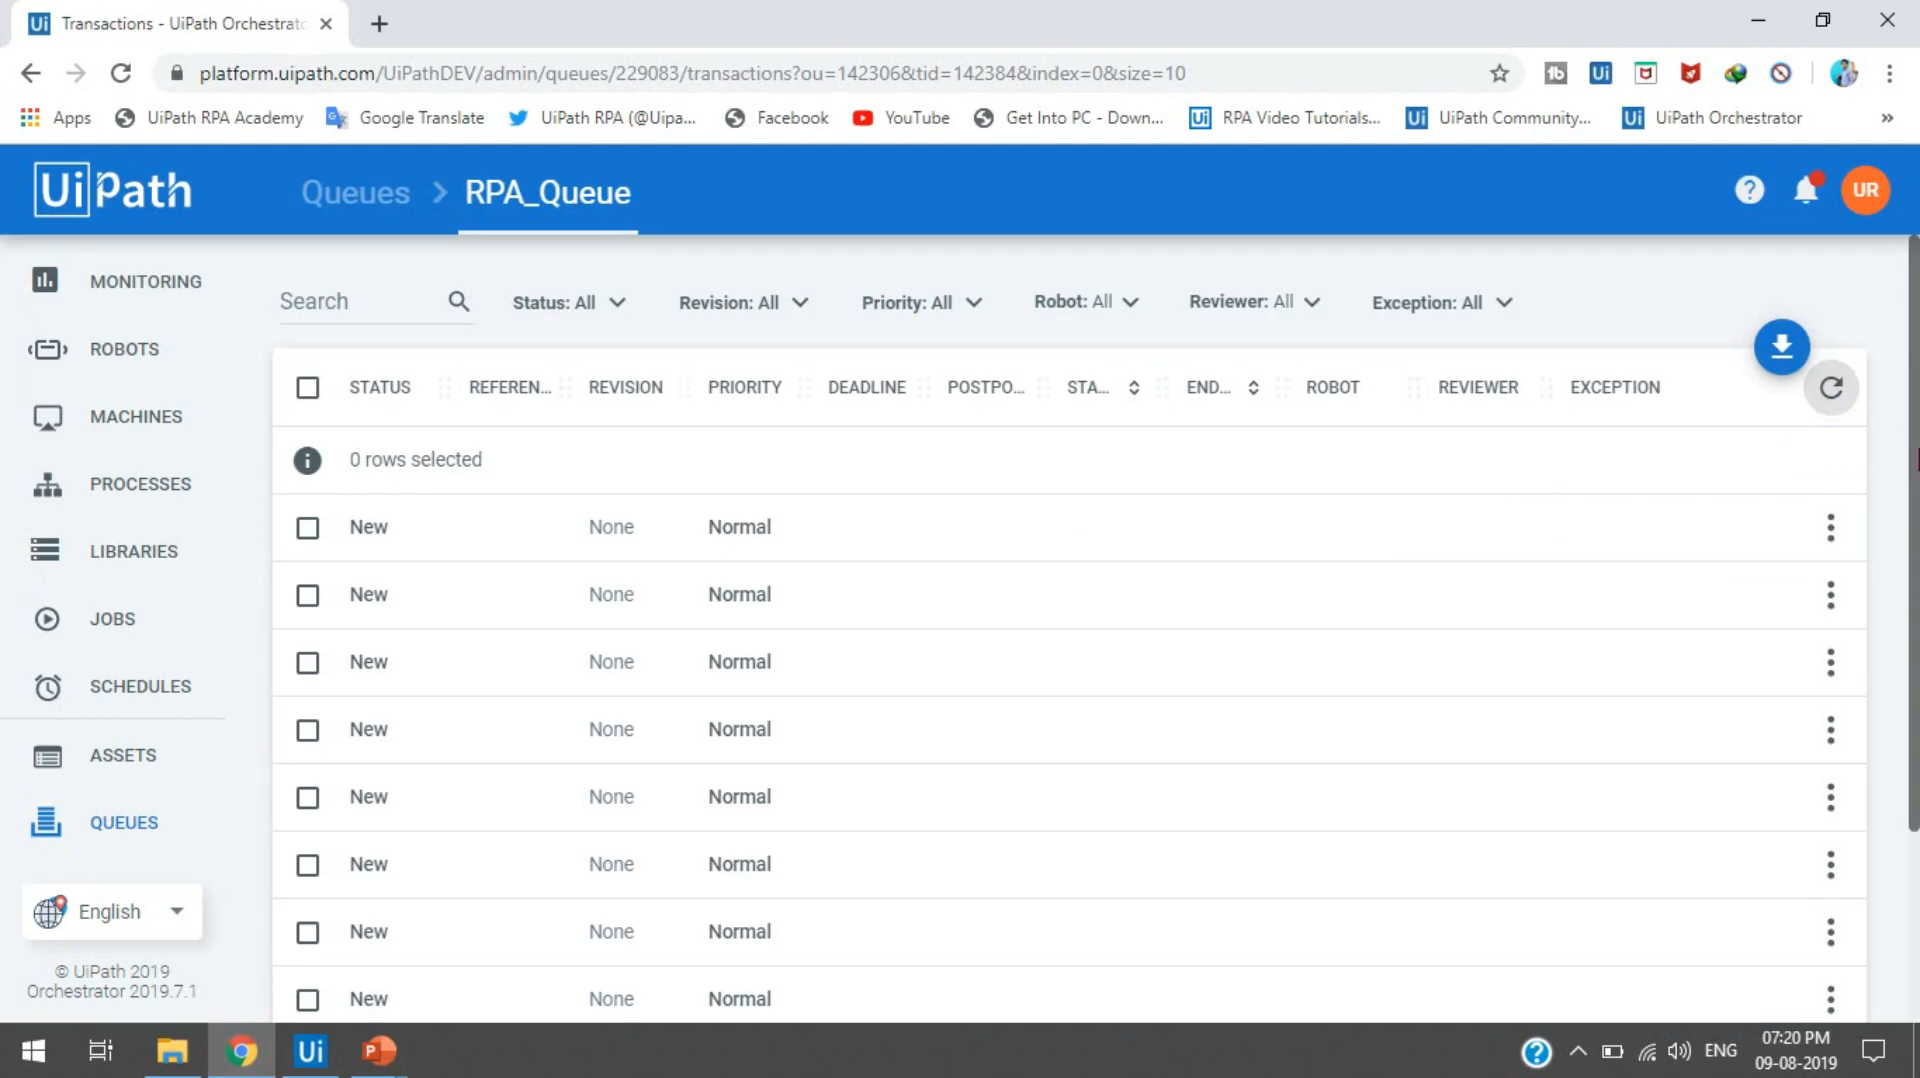 Ui Transactions - UiPath Orchestrato
platform.uipath.com/UiPathDEV/admin/queues/229083/transactions?ou=142306&tid=142384&index=0&size=10
Apps UiPath RPA Academy Google Translate UiPath RPA (@Uipa... Facebook YouTube Get Into PC - Down... Ui RPA Video Tutorials... Ui UiPath Community... Ui UiPath Orchestrator »
UiPath Queues > RPA_Queue ? UR
MONITORING
ROBOTS
MACHINES
PROCESSES
LIBRARIES
JOBS
SCHEDULES
ASSETS
QUEUES
English
© UiPath 2019
Orchestrator 2019.7.1
Search Status: All Revision: All Priority: All Robot: All Reviewer: All Exception: All
STATUS REFEREN... REVISION PRIORITY DEADLINE POSTPO... STA... END... ROBOT REVIEWER EXCEPTION
0 rows selected
New None Normal
New None Normal
New None Normal
New None Normal
New None Normal
New None Normal
New None Normal
New None Normal
Ui P ? ENG 07:20 PM
09-08-2019